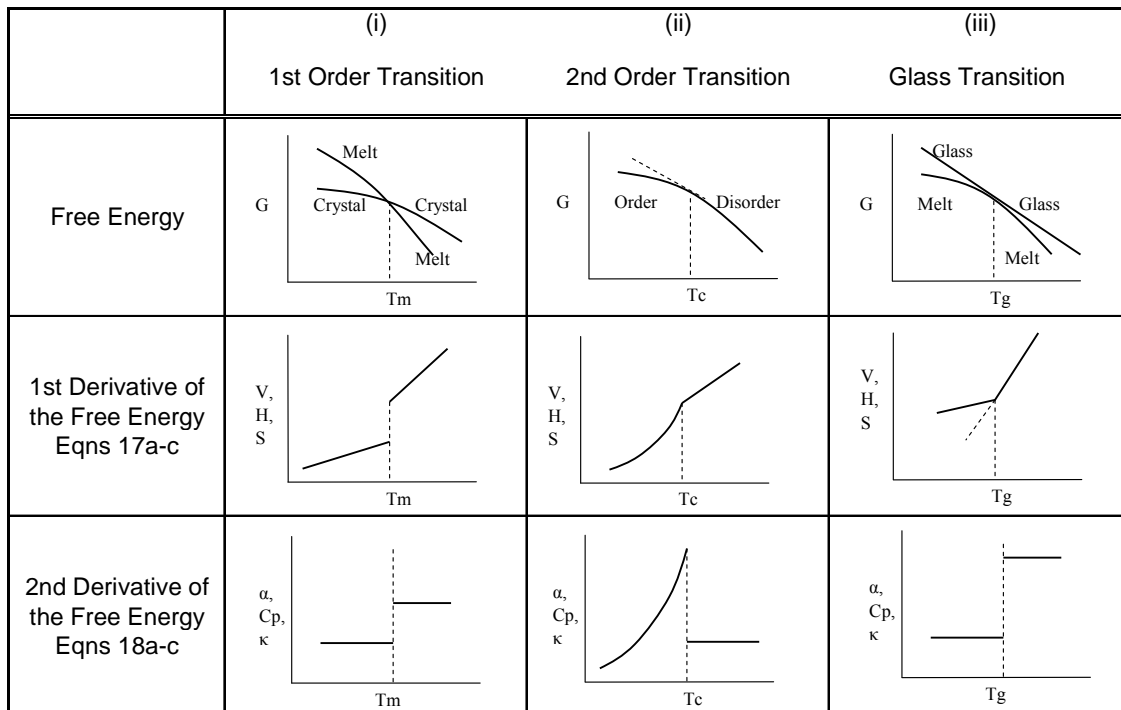 (i)
1st Order Transition
(ii)
2nd Order Transition
(iii)
Glass Transition
Free Energy
G
Melt
Crystal
Crystal
Melt
Tm
G
Order
Disorder
Tc
G
Glass
Melt
Glass
Melt
Tg
1st Derivative of
the Free Energy
Eqns 17a-c
V,
H,
S
Tm
V,
H,
S
Tc
V,
H,
S
Tg
2nd Derivative of
the Free Energy
Eqns 18a-c
α,
Cp,
κ
Tm
α,
Cp,
κ
Tc
α,
Cp,
κ
Tg